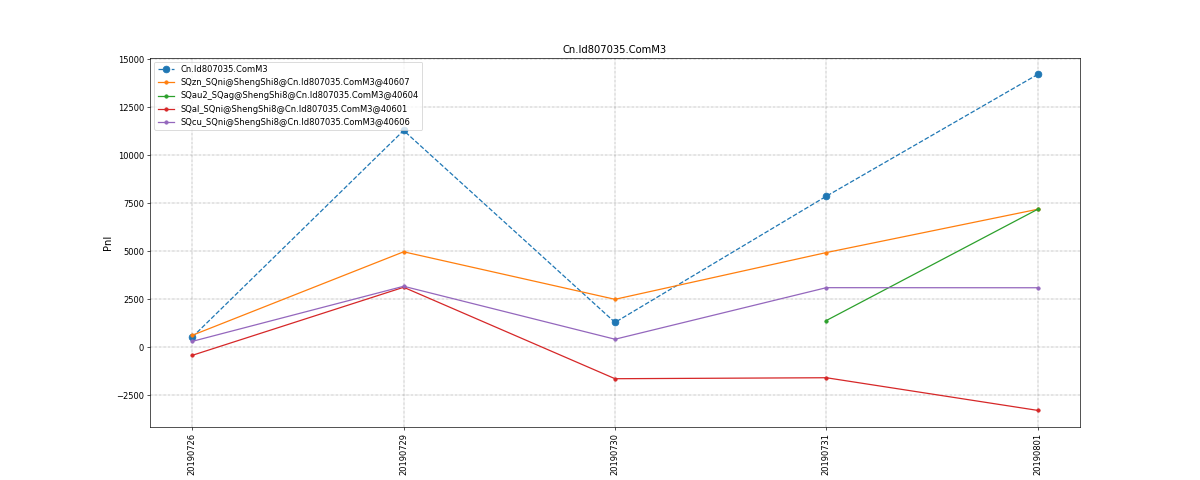 Cn.Id807035.ComM3
15000
12500
10000
7500
5000
2500
0
−2500
PnI
Cn.Id807035.ComM3
SQzn_SQni@ShengShi8@Cn.Id807035.ComM3@40607
SQau2_SQag@ShengShi8@Cn.Id807035.ComM3@40604
SQal_SQni@ShengShi8@Cn.Id807035.ComM3@40601
SQcu_SQni@ShengShi8@Cn.Id807035.ComM3@40606
20190726
20190729
20190730
20190731
20190801